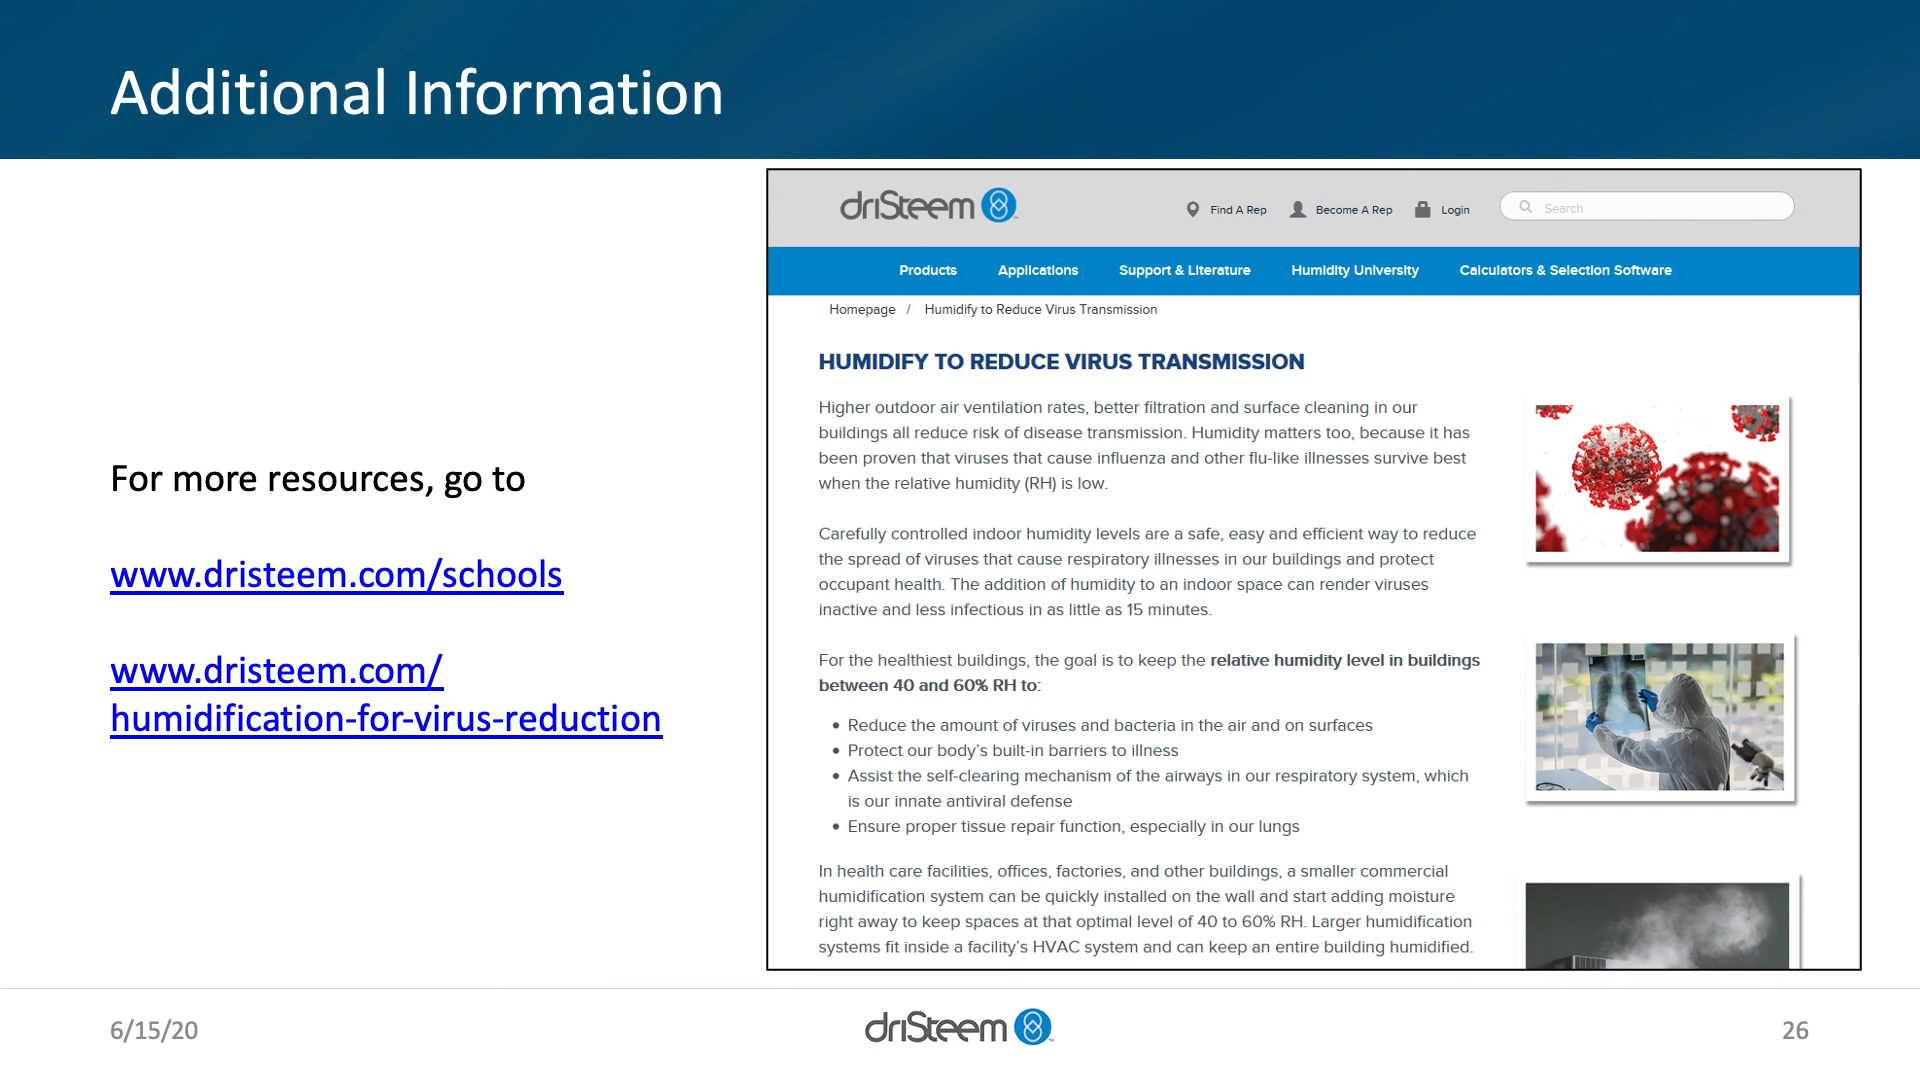 Additional Information
For more resources, go to
www.dristeem.com/schools
www.dristeem.com/
humidification-for-virus-reduction
driSteem
Find A Rep
Become A Rep
Login
Search
Products
Applications
Support & Literature
Humidity University
Calculators & Selection Software
Homepage / Humidify to Reduce Virus Transmission
HUMIDIFY TO REDUCE VIRUS TRANSMISSION
Higher outdoor air ventilation rates, better filtration and surface cleaning in our
buildings all reduce risk of disease transmission. Humidity matters too, because it has
been proven that viruses that cause influenza and other flu-like illnesses survive best
when the relative humidity (RH) is low.
Carefully controlled indoor humidity levels are a safe, easy and efficient way to reduce
the spread of viruses that cause respiratory illnesses in our buildings and protect
occupant health. The addition of humidity to an indoor space can render viruses
inactive and less infectious in as little as 15 minutes.
For the healthiest buildings, the goal is to keep the relative humidity level in buildings
between 40 and 60% RH to:
• Reduce the amount of viruses and bacteria in the air and on surfaces
• Protect our body's built-in barriers to illness
• Assist the self-clearing mechanism of the airways in our respiratory system, which
is our innate antiviral defense
• Ensure proper tissue repair function, especially in our lungs
In health care facilities, offices, factories, and other buildings, a smaller commercial
humidification system can be quickly installed on the wall and start adding moisture
right away to keep spaces at that optimal level of 40 to 60% RH. Larger humidification
systems fit inside a facility's HVAC system and can keep an entire building humidified.
6/15/20
driSteem
26